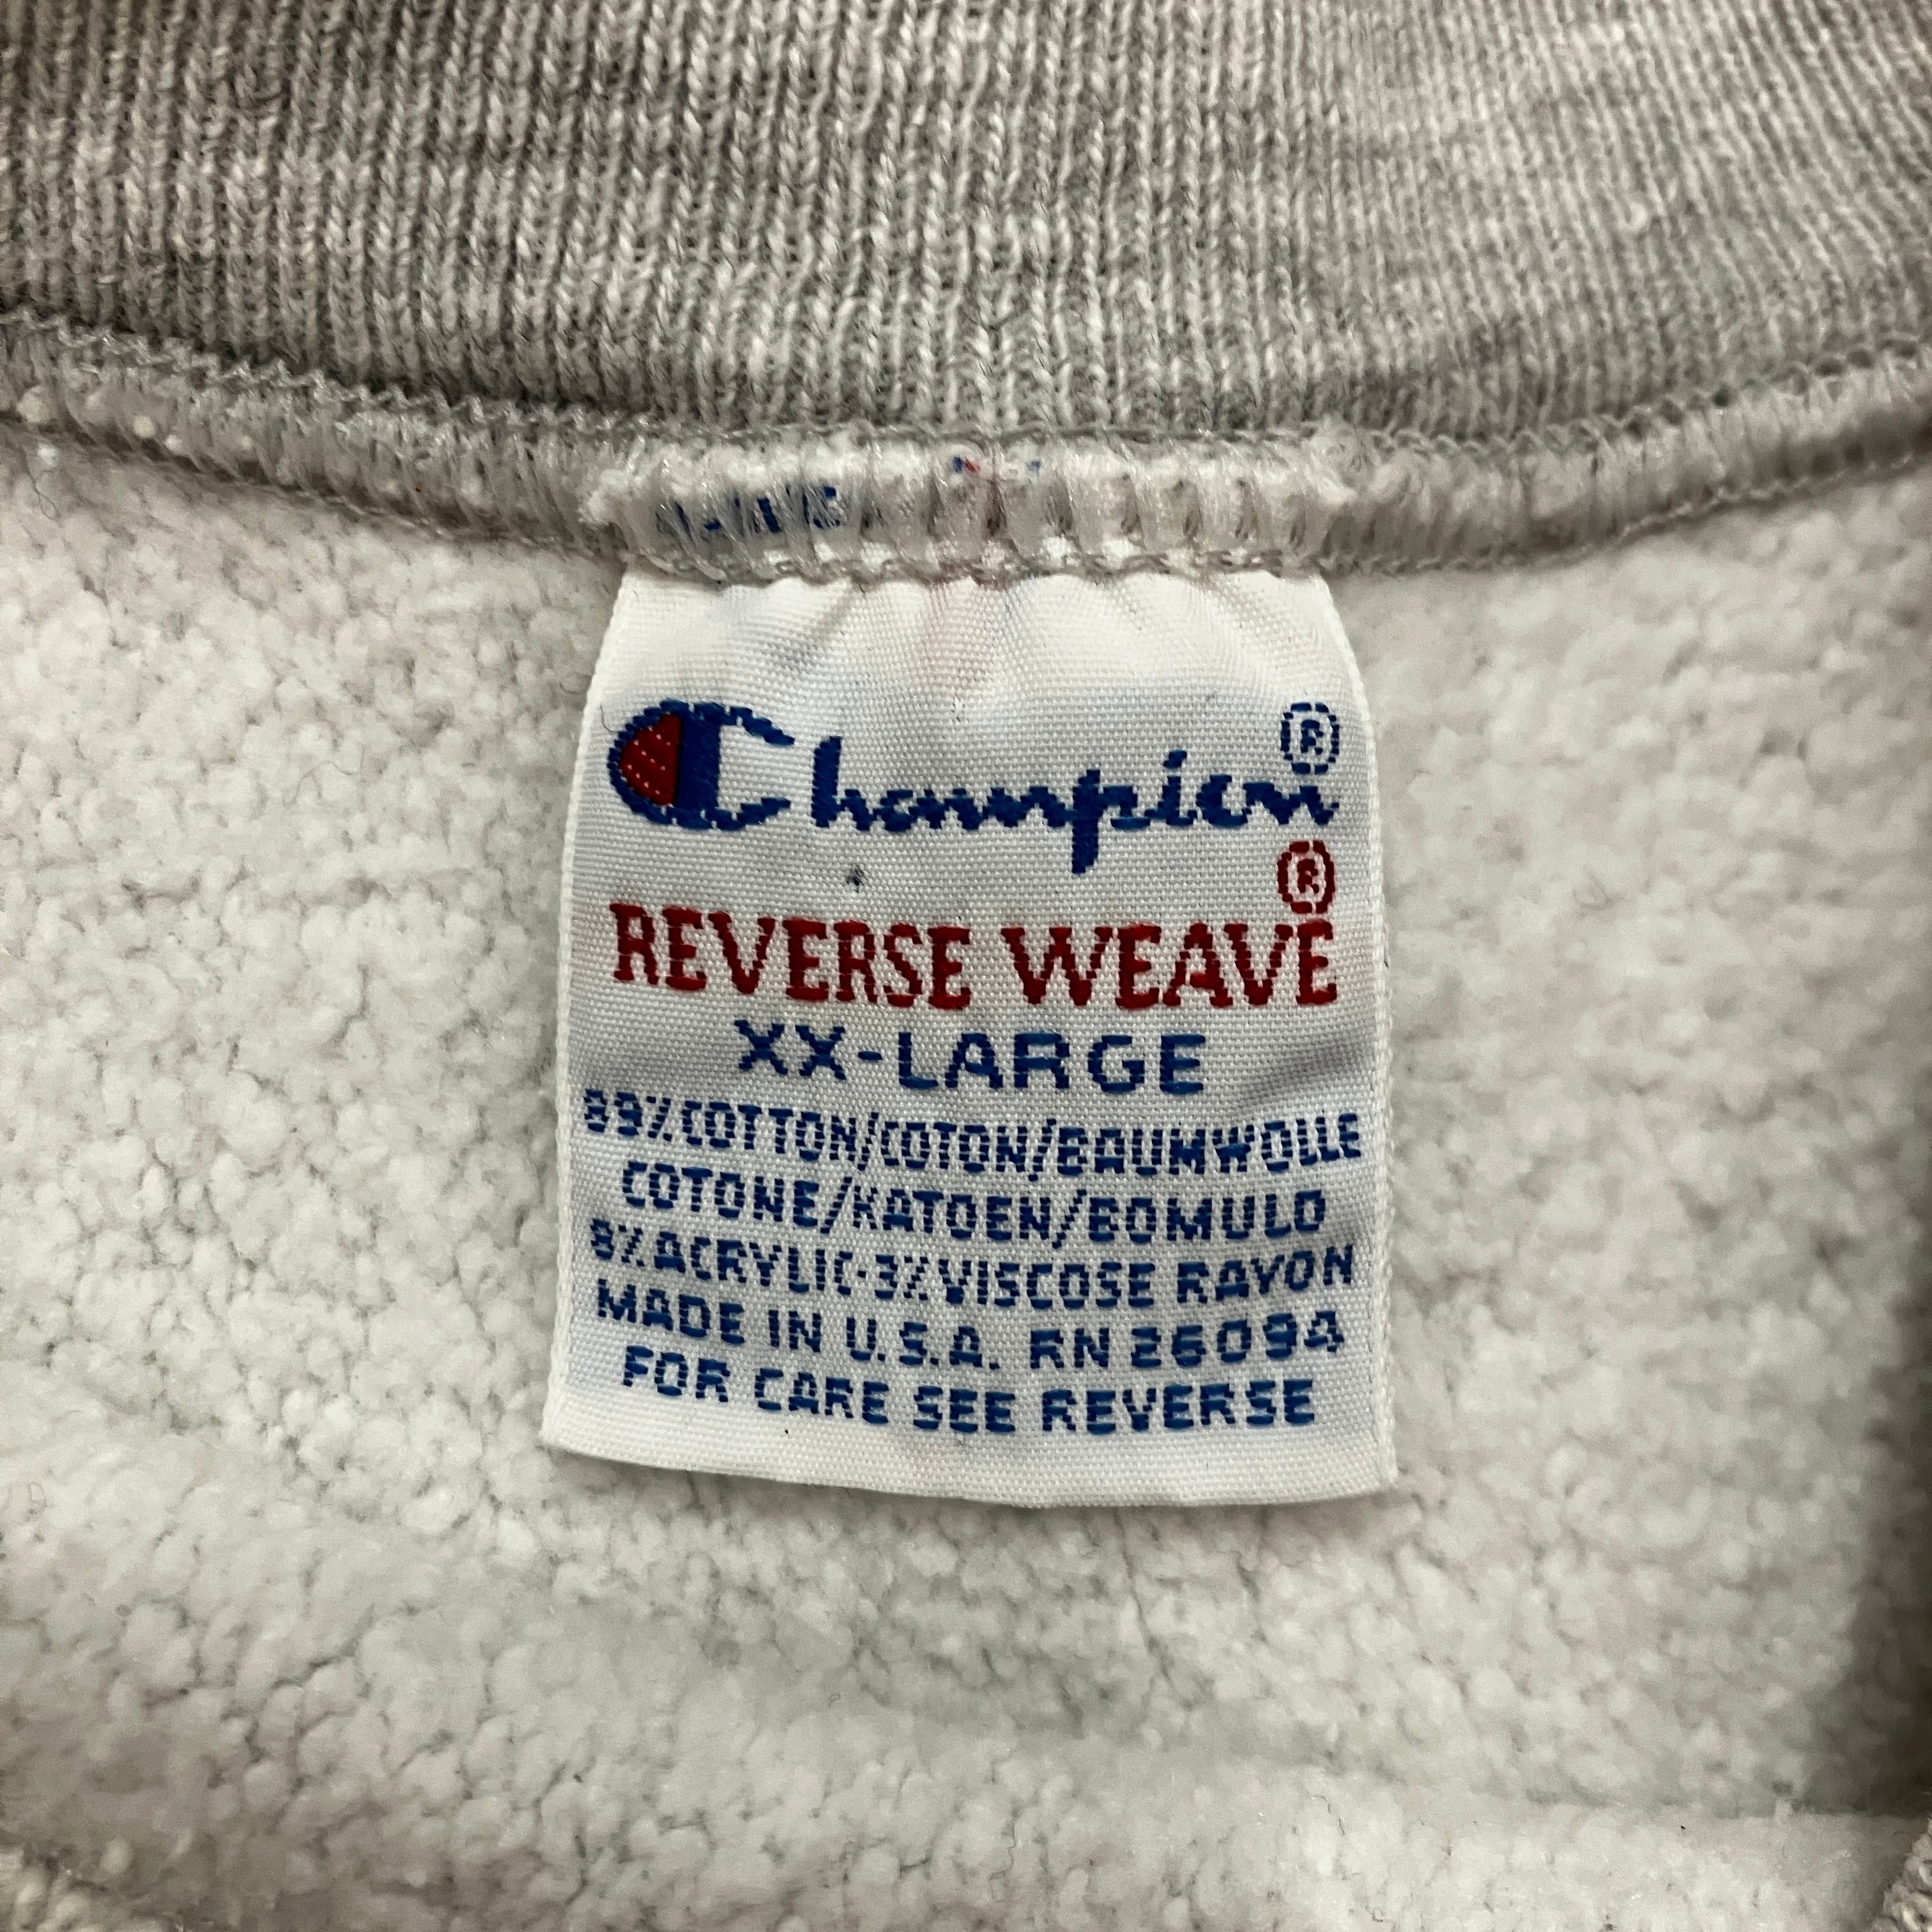 Champion®
REVERSE WEAVE®
XX-LARGE
89%COTTON/COTON/BAUMWOLLE
COTONE/KATOEN/BOMULD
8%ACRYLIC-3%VISCOSE RAYON
MADE IN U.S.A. RN 26094
FOR CARE SEE REVERSE